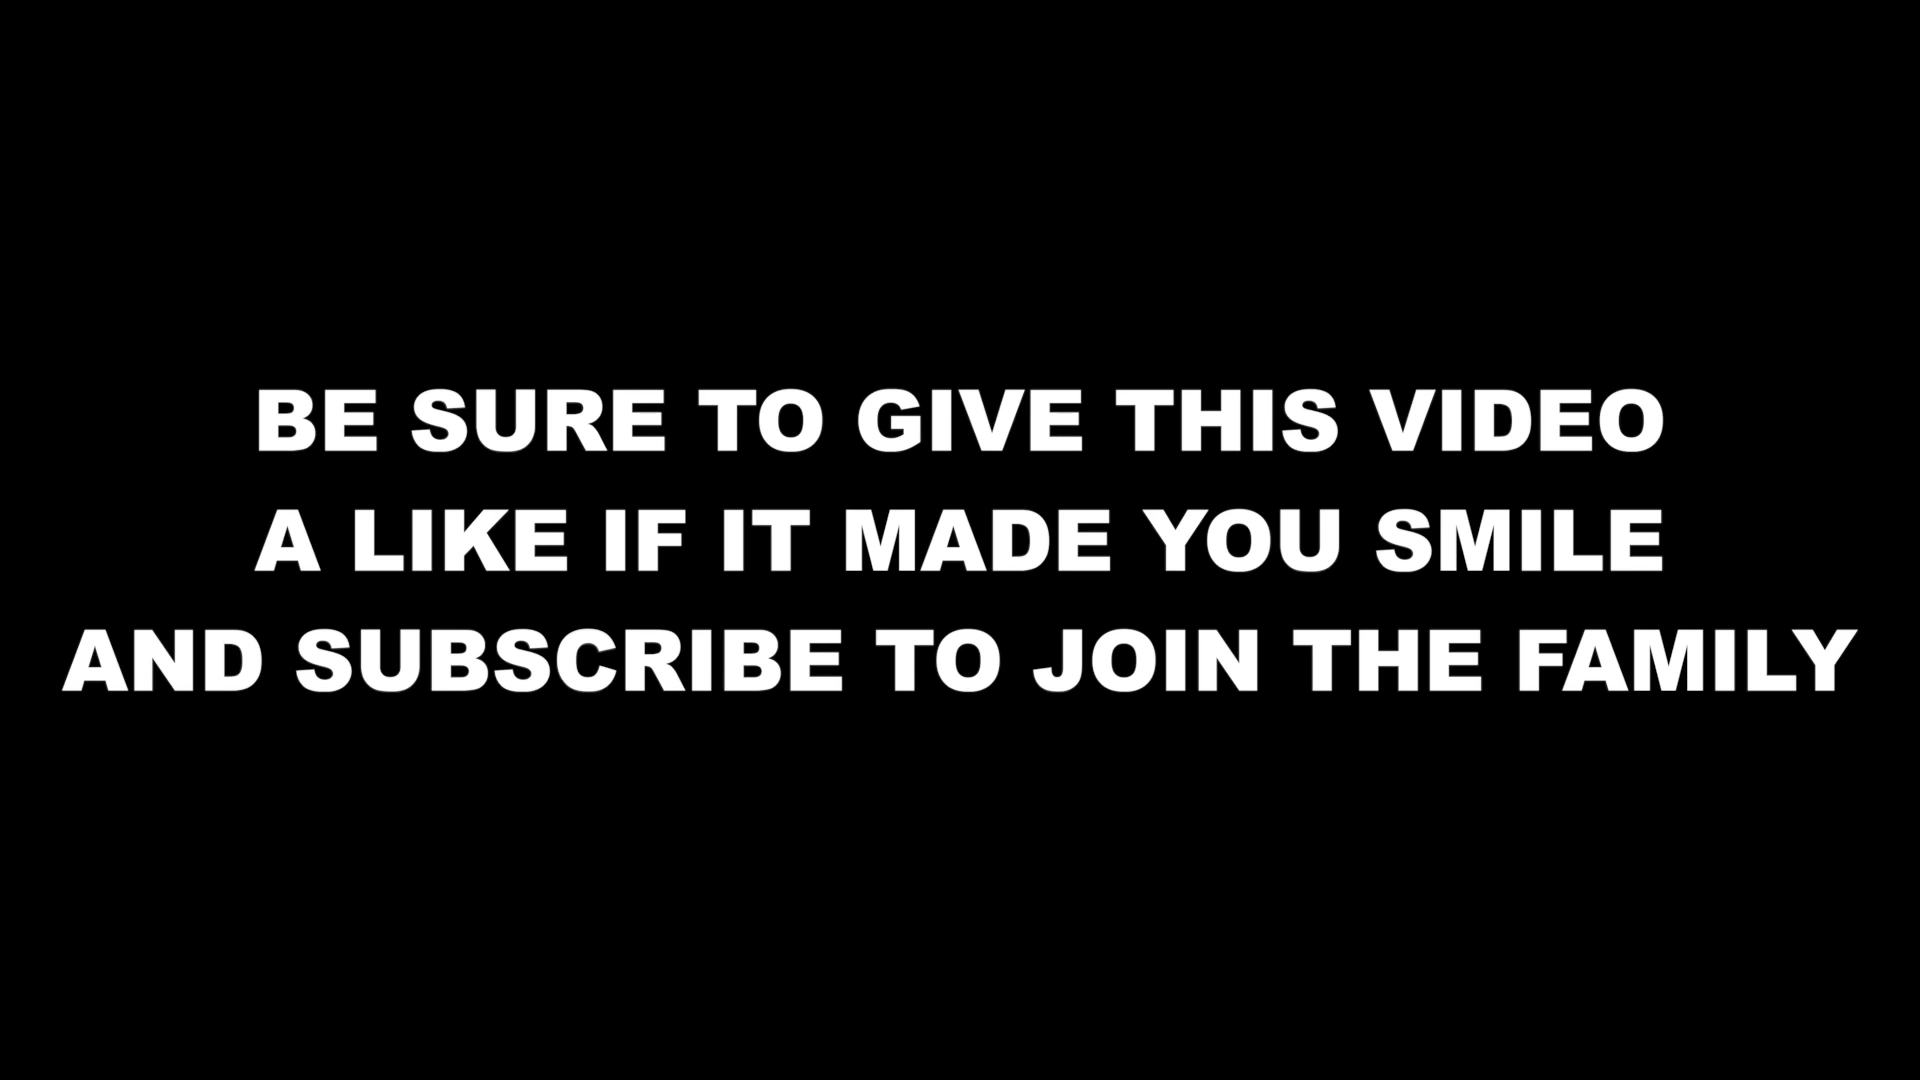 BE SURE TO GIVE THIS VIDEO
A LIKE IF IT MADE YOU SMILE
AND SUBSCRIBE TO JOIN THE FAMILY